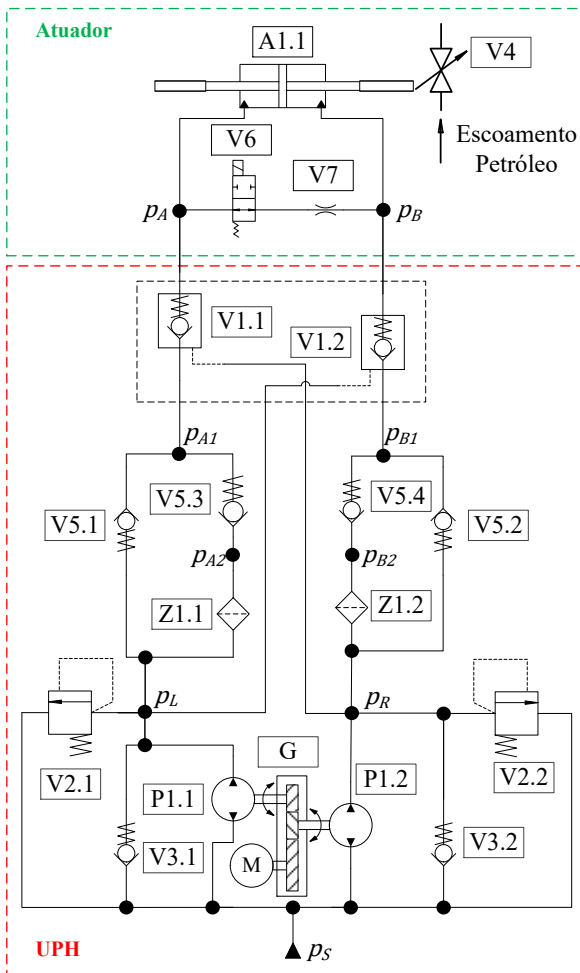 Atuador
A1.1
V4
V6
Escoamento
Petróleo
V7
pA
pB
V1.1
V1.2
pA1
pB1
V5.3
V5.4
V5.1
V5.2
pA2
pB2
Z1.1
Z1.2
pL
pR
G
V2.1
V2.2
P1.1
P1.2
V3.1
M
V3.2
UPH
pS